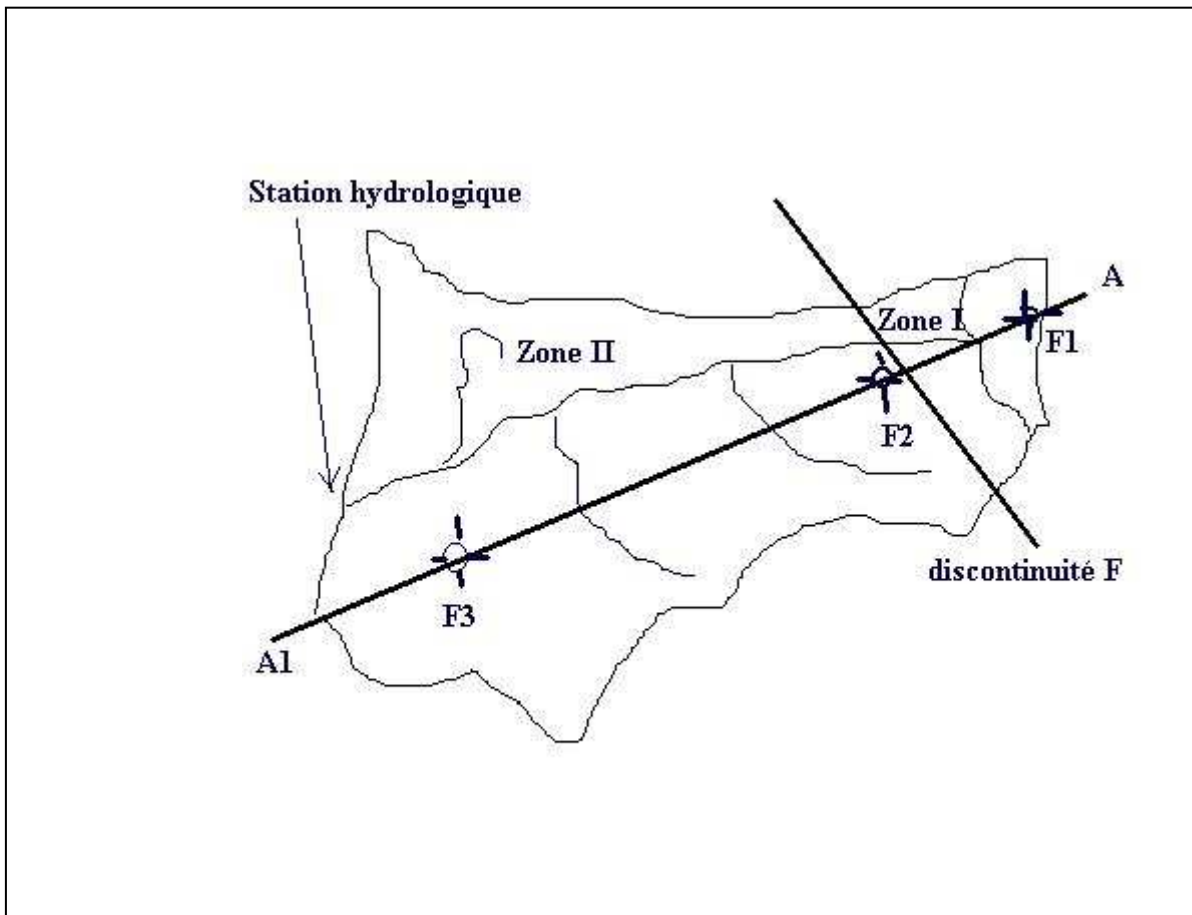 Station hydrologique
A
Zone I
F1
Zone II
F2
discontinuité F
F3
A1